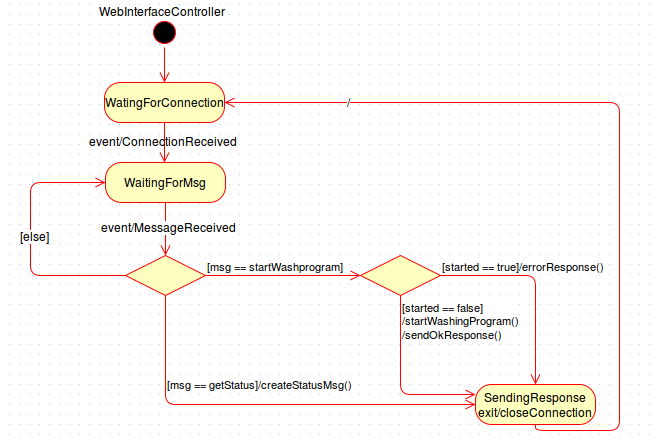 WebInterfaceController
WatingForConnection
/
event/ConnectionReceived
WaitingForMsg
event/MessageReceived
[else]
[msg == startWashprogram]
[started == true]/errorResponse()
[started == false]
/startWashingProgram()
/sendOkResponse()
[msg == getStatus]/createStatusMsg()
SendingResponse
exit/closeConnection